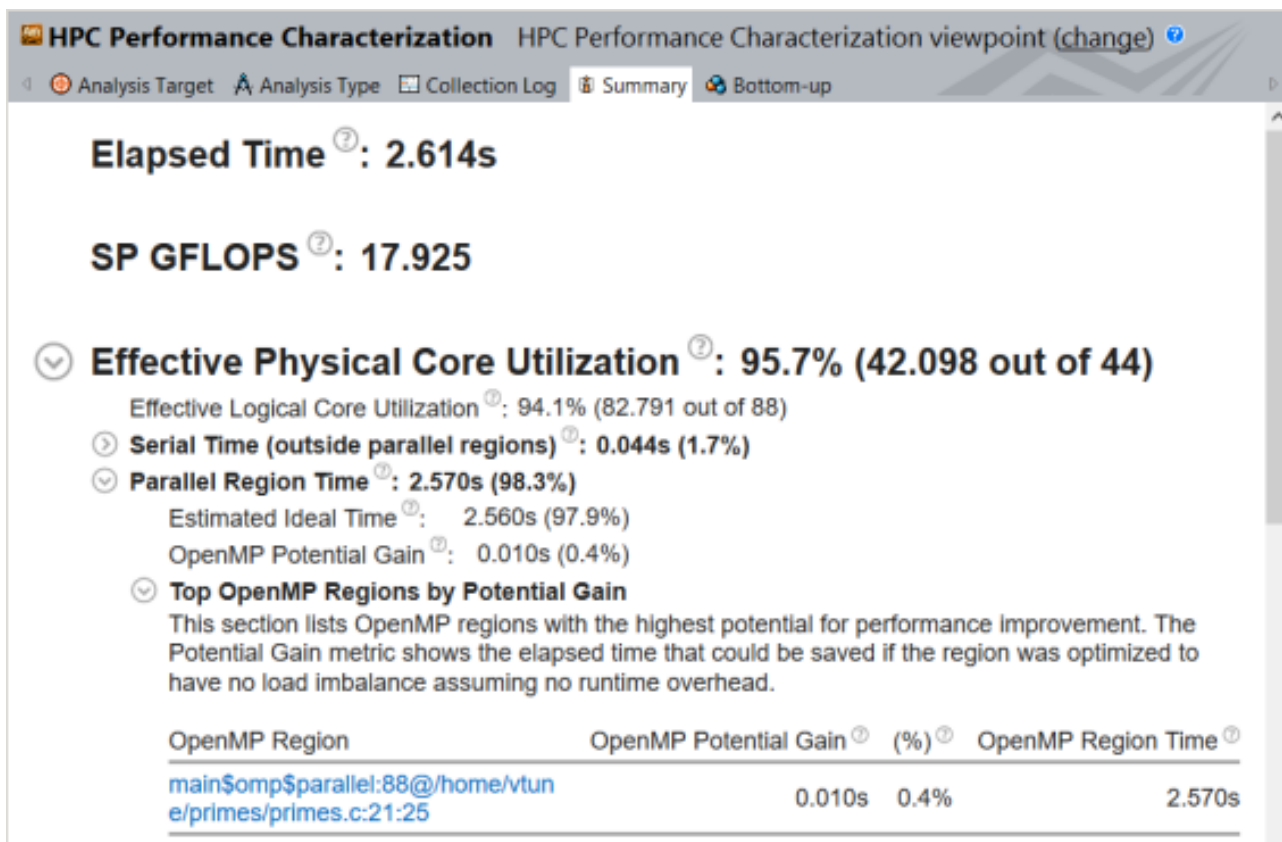 HPC Performance Characterization HPC Performance Characterization viewpoint (change) ?
Analysis Target Analysis Type Collection Log Summary Bottom-up
Elapsed Time ?: 2.614s
SP GFLOPS ?: 17.925
Effective Physical Core Utilization ?: 95.7% (42.098 out of 44)
Effective Logical Core Utilization ?: 94.1% (82.791 out of 88)
Serial Time (outside parallel regions) ?: 0.044s (1.7%)
Parallel Region Time ?: 2.570s (98.3%)
Estimated Ideal Time ?: 2.560s (97.9%)
OpenMP Potential Gain ?: 0.010s (0.4%)
Top OpenMP Regions by Potential Gain
This section lists OpenMP regions with the highest potential for performance improvement. The
Potential Gain metric shows the elapsed time that could be saved if the region was optimized to
have no load imbalance assuming no runtime overhead.
OpenMP Region OpenMP Potential Gain ? (%) ? OpenMP Region Time ?
main$omp$parallel:88@/home/vtun
e/primes/primes.c:21:25 0.010s 0.4% 2.570s